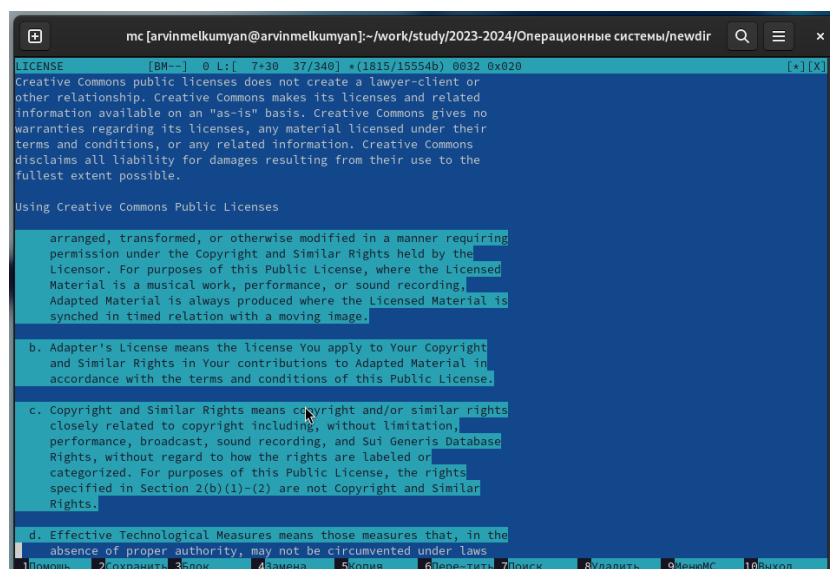 mc [arvinmelkumyan@arvinmelkumyan]:~/work/study/2023-2024/Операционные системы/newdir
LICENSE [BM--] 0 L:[ 7+30 37/340] *(1815/15554b) 0032 0x020 [*][X]
Creative Commons public licenses does not create a lawyer-client or
other relationship. Creative Commons makes its licenses and related
information available on an "as-is" basis. Creative Commons gives no
warranties regarding its licenses, any material licensed under their
terms and conditions, or any related information. Creative Commons
disclaims all liability for damages resulting from their use to the
fullest extent possible.
Using Creative Commons Public Licenses
arranged, transformed, or otherwise modified in a manner requiring
permission under the Copyright and Similar Rights held by the
Licensor. For purposes of this Public License, where the Licensed
Material is a musical work, performance, or sound recording,
Adapted Material is always produced where the Licensed Material is
synched in timed relation with a moving image.
b. Adapter's License means the license You apply to Your Copyright
and Similar Rights in Your contributions to Adapted Material in
accordance with the terms and conditions of this Public License.
c. Copyright and Similar Rights means copyright and/or similar rights
closely related to copyright including, without limitation,
performance, broadcast, sound recording, and Sui Generis Database
Rights, without regard to how the rights are labeled or
categorized. For purposes of this Public License, the rights
specified in Section 2(b)(1)-(2) are not Copyright and Similar
Rights.
d. Effective Technological Measures means those measures that, in the
absence of proper authority, may not be circumvented under laws
1Помощь 2Сохранить 3Блок 4Замена 5Копия 6Пере~тить 7Поиск 8Удалить 9МенюMC 10Выход